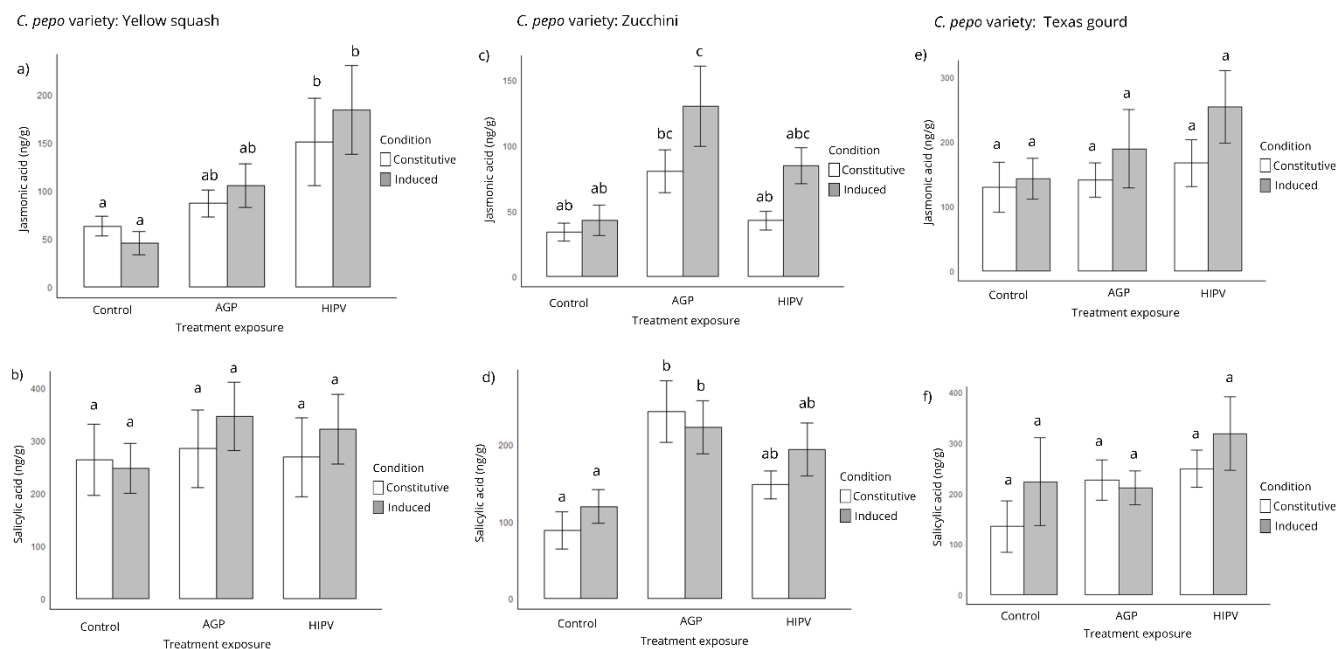 C. pepo variety: Yellow squash
a)
Jasmonic acid (ng/g)
200
150
100
50
0
a
a
ab
ab
b
b
Condition
Constitutive
Induced
Control
AGP
HIPV
Treatment exposure
b)
Salicylic acid (ng/g)
400
300
200
100
0
a
a
a
a
a
a
Condition
Constitutive
Induced
Control
AGP
HIPV
Treatment exposure
C. pepo variety: Zucchini
c)
Jasmonic acid (ng/g)
150
100
50
0
ab
ab
bc
c
ab
abc
Condition
Constitutive
Induced
Control
AGP
HIPV
Treatment exposure
d)
Salicylic acid (ng/g)
200
100
0
a
a
b
b
ab
ab
Condition
Constitutive
Induced
Control
AGP
HIPV
Treatment exposure
C. pepo variety: Texas gourd
e)
Jasmonic acid (ng/g)
300
200
100
0
a
a
a
a
a
a
Condition
Constitutive
Induced
Control
AGP
HIPV
Treatment exposure
f)
Salicylic acid (ng/g)
400
300
200
100
0
a
a
a
a
a
a
Condition
Constitutive
Induced
Control
AGP
HIPV
Treatment exposure